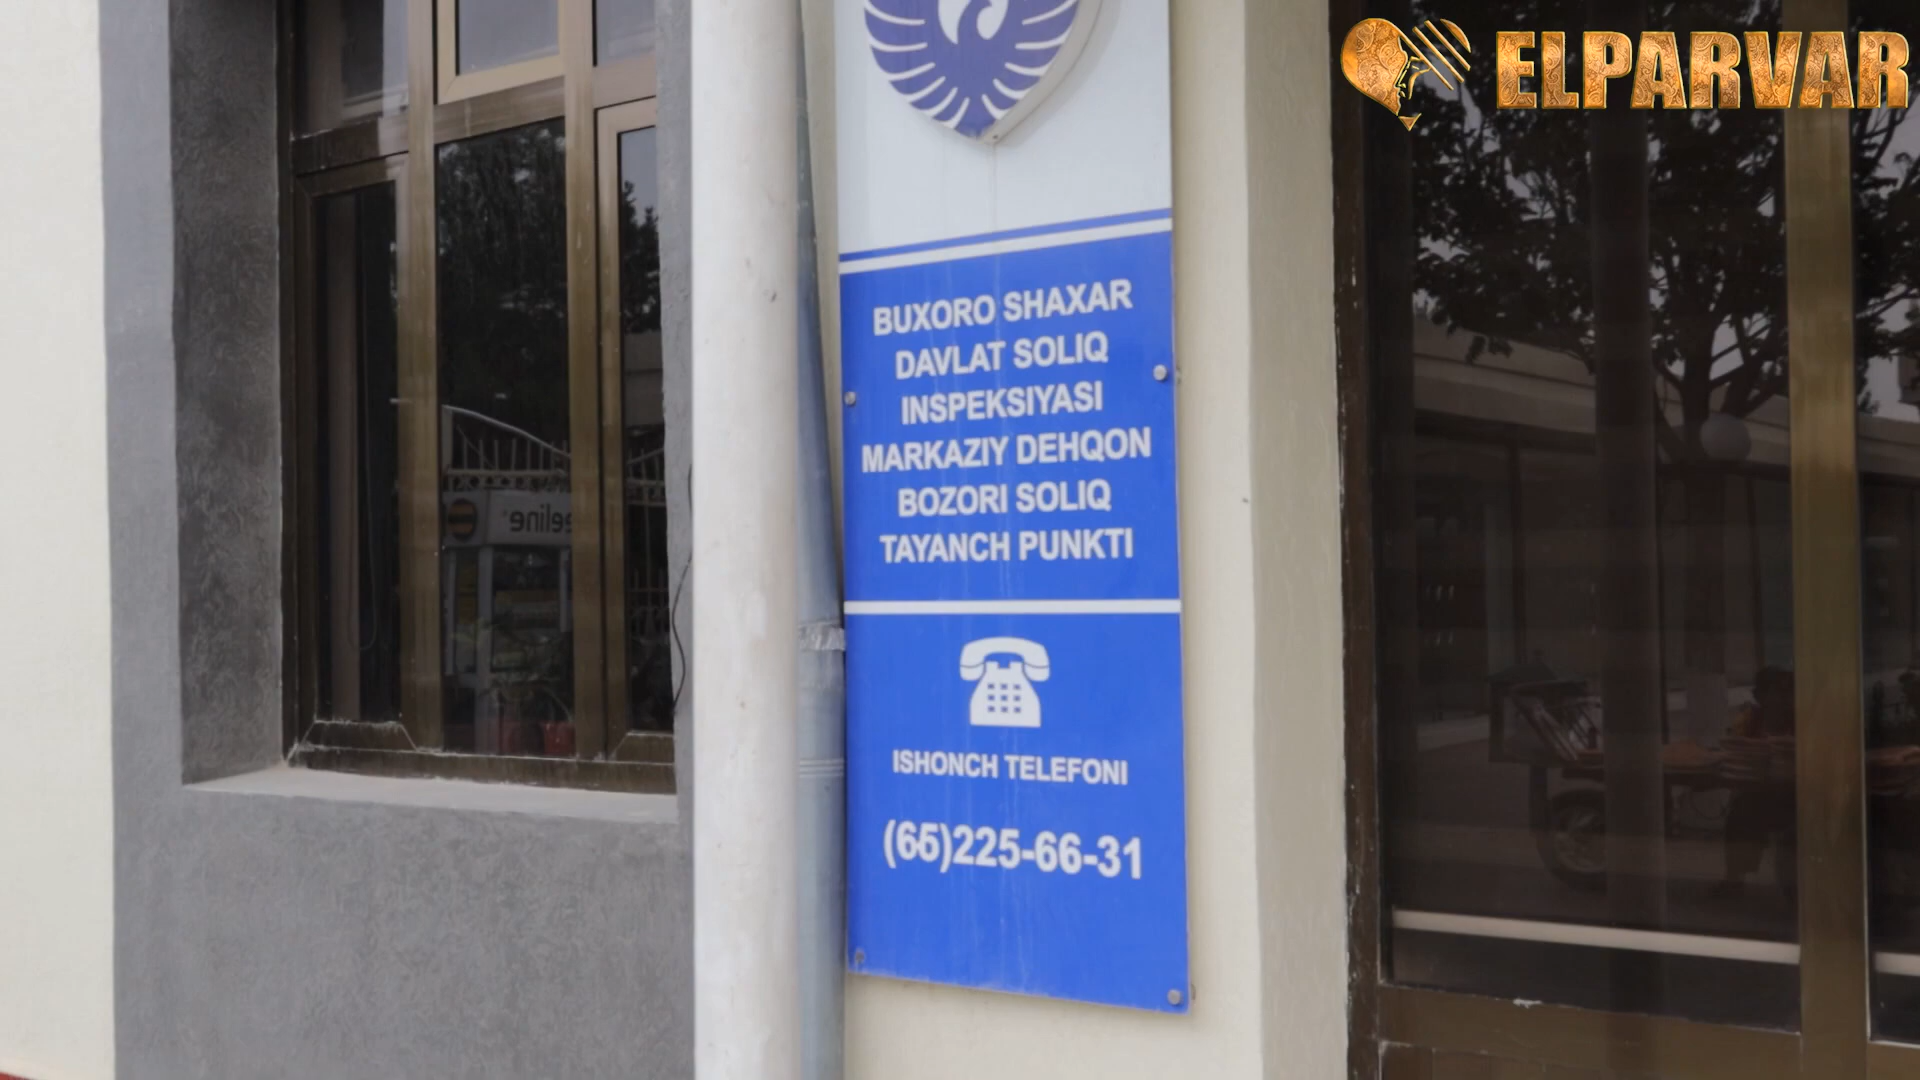 ELPARVAR
BUXORO SHAXAR
DAVLAT SOLIQ
INSPEKSIYASI
MARKAZIY DEHQON
BOZORI SOLIQ
TAYANCH PUNKTI
ISHONCH TELEFONI
(65)225-66-31